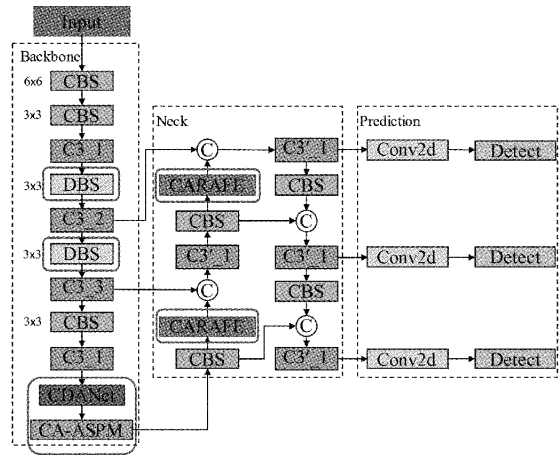 Input
Backbone
6x6 CBS
3x3 CBS
C3_1
3x3 DBS
C3_2
3x3 DBS
C3_3
3x3 CBS
C3_1
CDANet
CA-ASPM
Neck
C
C3'_1
CARAFE
CBS
CBS
C
C3'_1
C3'_1
C
CBS
CARAFE
C
CBS
C3'_1
Prediction
Conv2d Detect
Conv2d Detect
Conv2d Detect